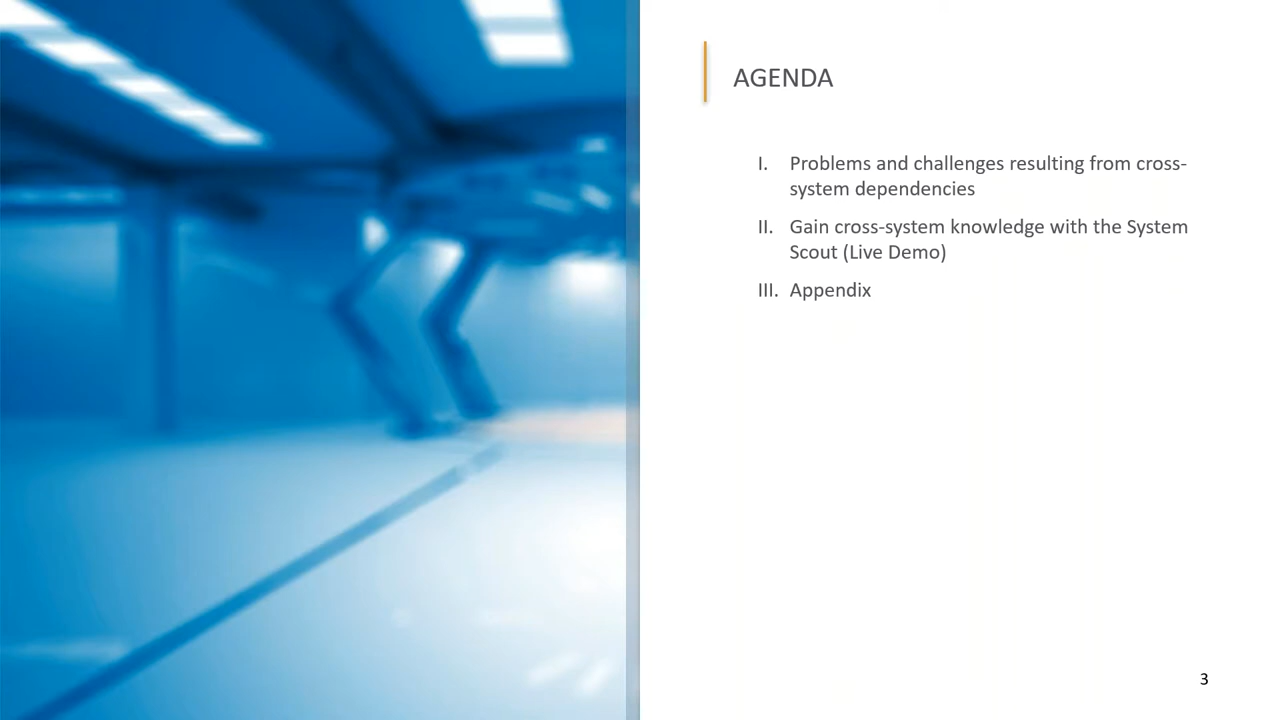 AGENDA
I. Problems and challenges resulting from cross-
system dependencies
II. Gain cross-system knowledge with the System
Scout (Live Demo)
III. Appendix
3